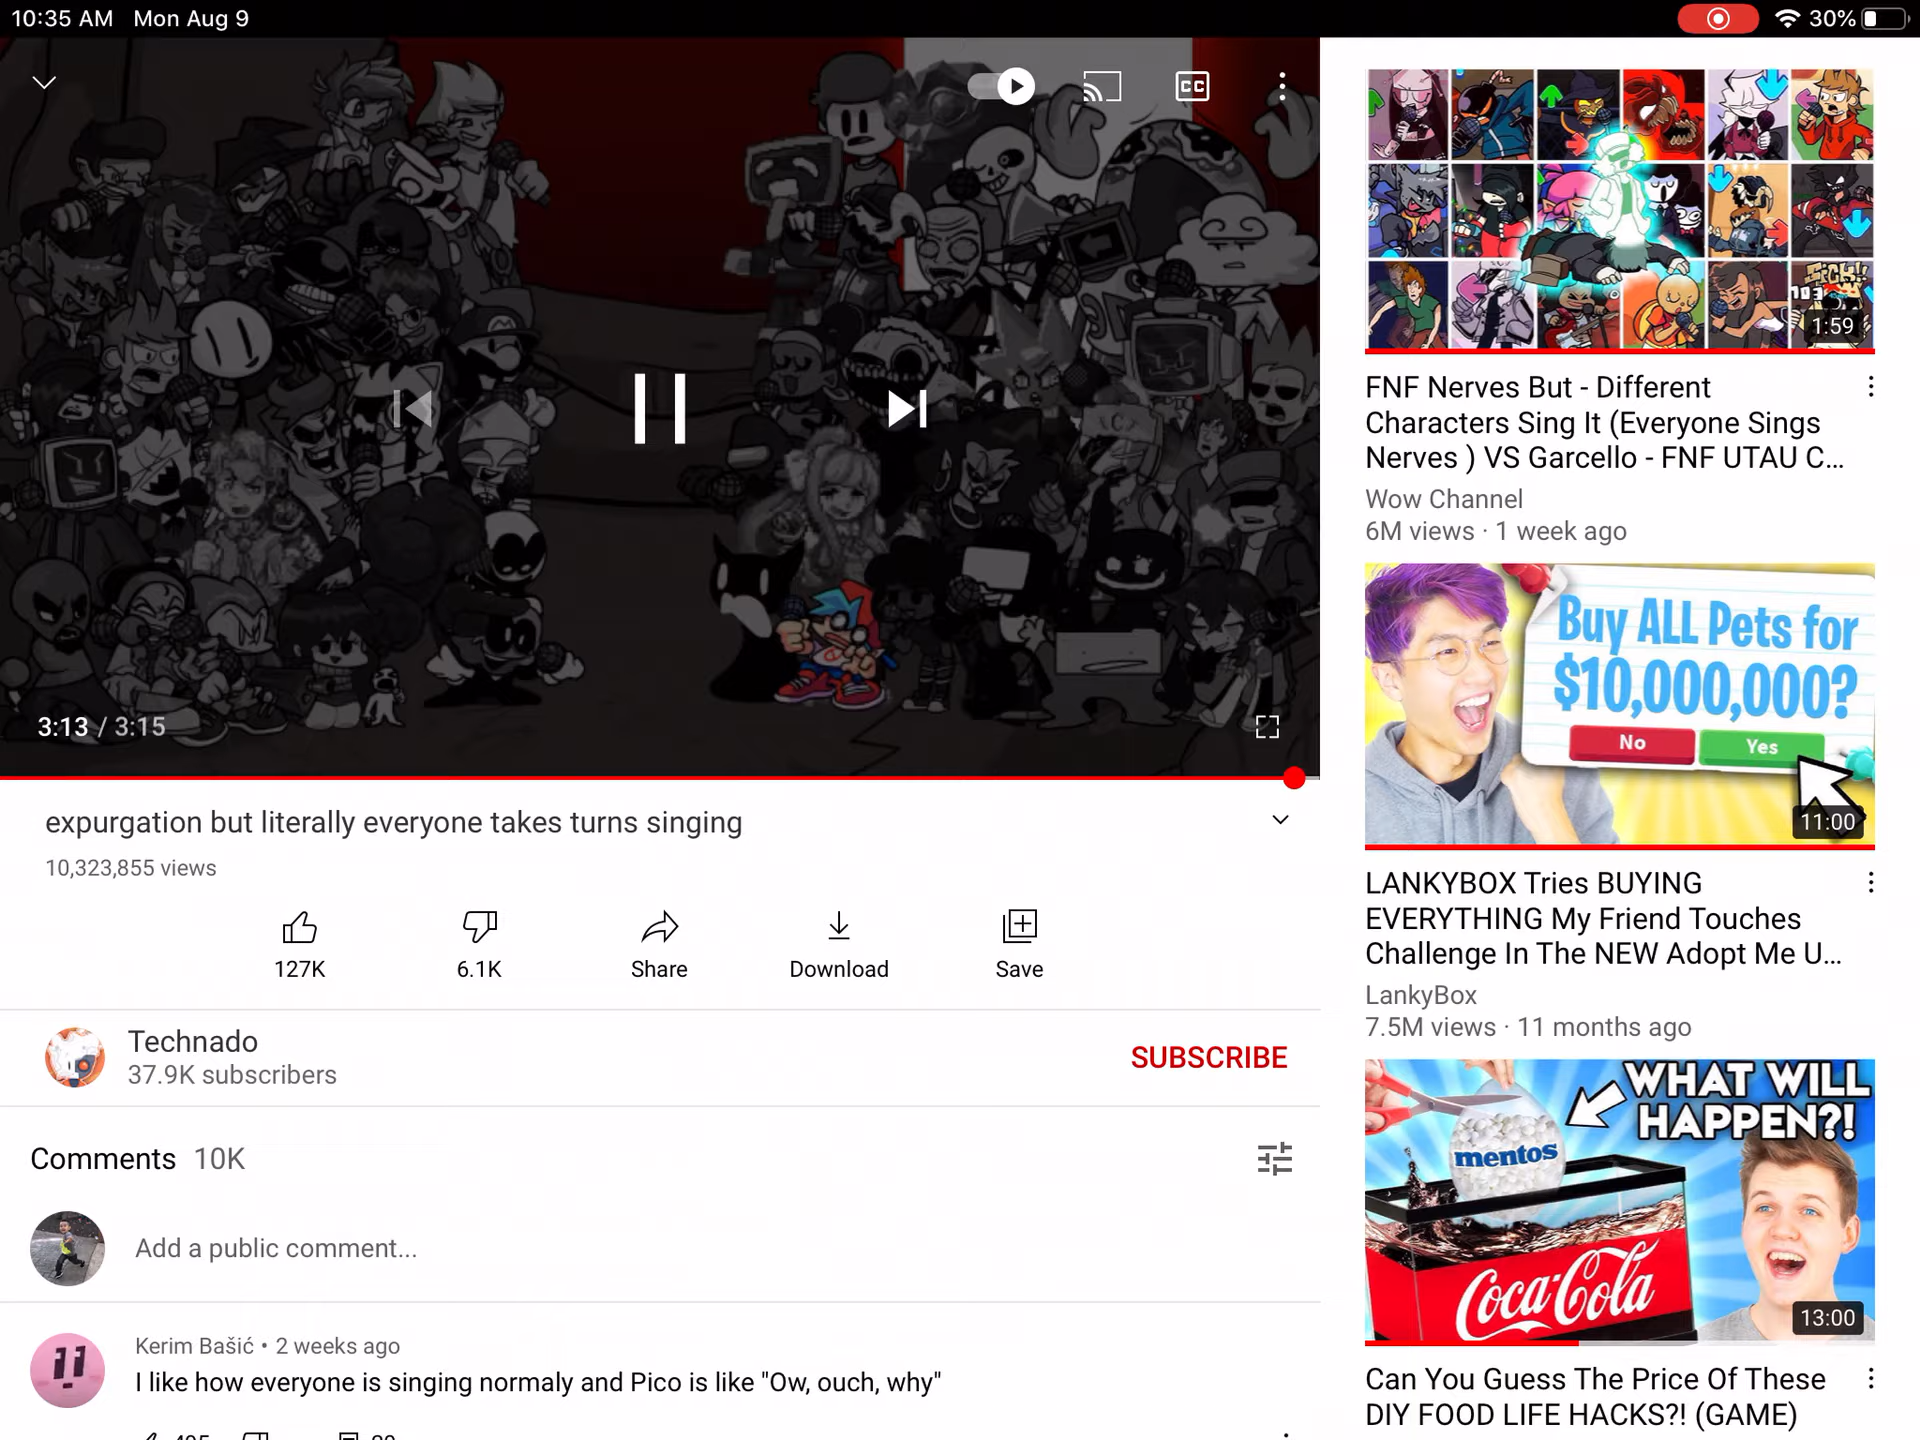 10:35 AM Mon Aug 9
30%
CC
3:13 / 3:15
expurgation but literally everyone takes turns singing
10,323,855 views
127K
6.1K
Share
Download
Save
Technado
37.9K subscribers
SUBSCRIBE
Comments 10K
Add a public comment...
Kerim Bašić • 2 weeks ago
I like how everyone is singing normaly and Pico is like "Ow, ouch, why"
SiCK!!
103
1:59
FNF Nerves But - Different
Characters Sing It (Everyone Sings
Nerves ) VS Garcello - FNF UTAU C...
Wow Channel
6M views · 1 week ago
Buy ALL Pets for
$10,000,000?
No
Yes
11:00
LANKYBOX Tries BUYING
EVERYTHING My Friend Touches
Challenge In The NEW Adopt Me U...
LankyBox
7.5M views · 11 months ago
WHAT WILL
HAPPEN?!
mentos
Coca-Cola
13:00
Can You Guess The Price Of These
DIY FOOD LIFE HACKS?! (GAME)